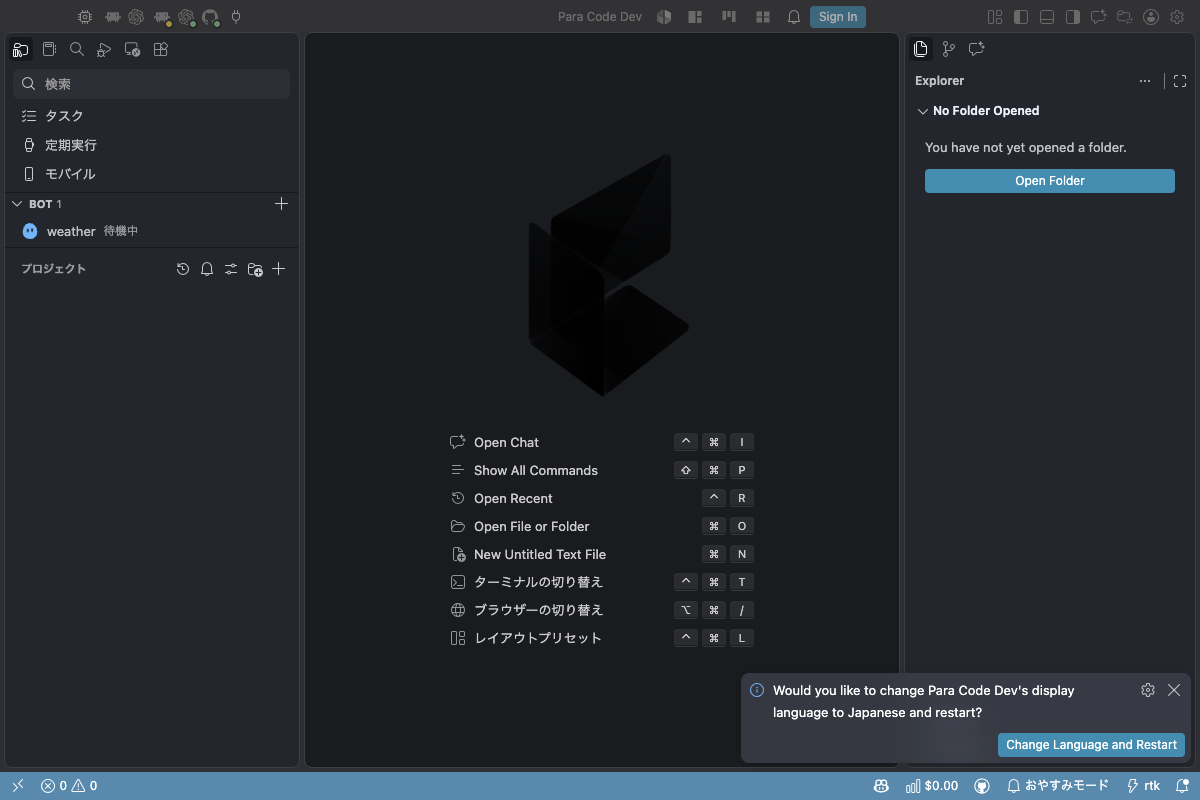 Para Code Dev
Sign In
検索
タスク
定期実行
モバイル
BOT 1
weather 待機中
プロジェクト
Open Chat ^ ⌘ I
Show All Commands ⇧ ⌘ P
Open Recent ^ R
Open File or Folder ⌘ O
New Untitled Text File ⌘ N
ターミナルの切り替え ^ ⌘ T
ブラウザーの切り替え ⌥ ⌘ /
レイアウトプリセット ^ ⌘ L
Explorer
No Folder Opened
You have not yet opened a folder.
Open Folder
Would you like to change Para Code Dev's display
language to Japanese and restart?
Change Language and Restart
0 0
$0.00
おやすみモード
rtk